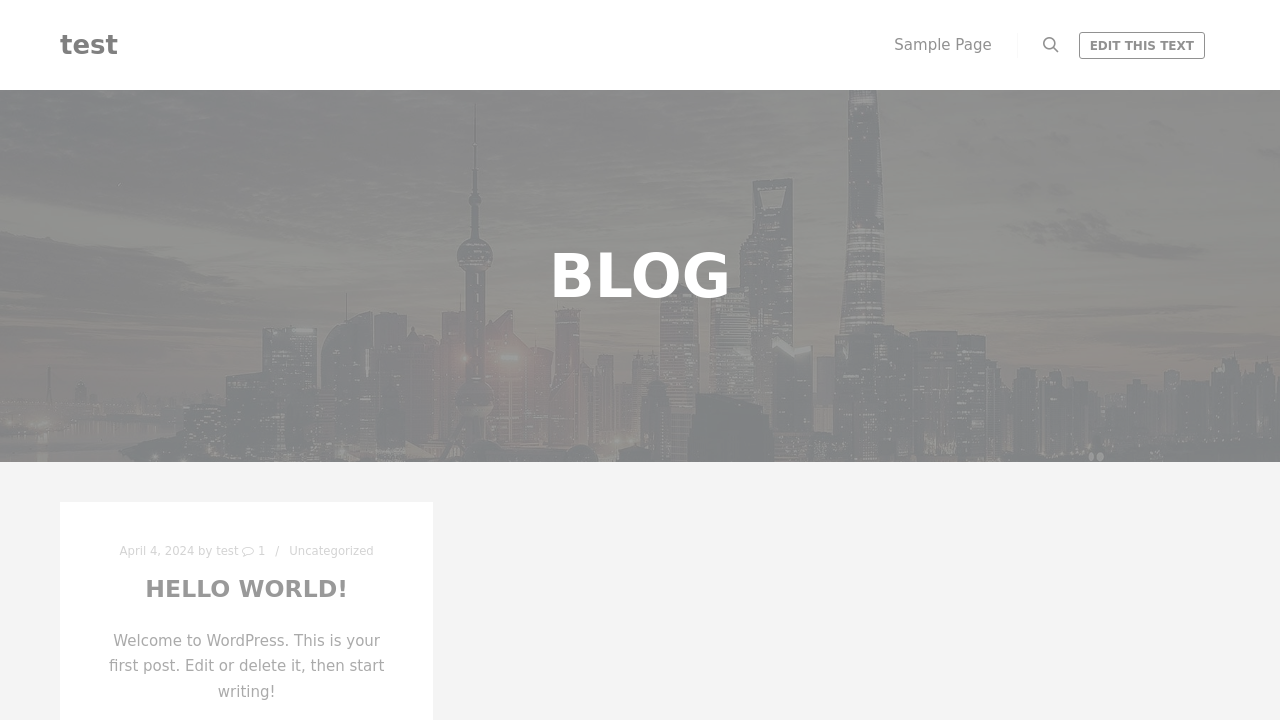 test
Sample Page
EDIT THIS TEXT
BLOG
April 4, 2024 by test 1 / Uncategorized
HELLO WORLD!
Welcome to WordPress. This is your
first post. Edit or delete it, then start
writing!